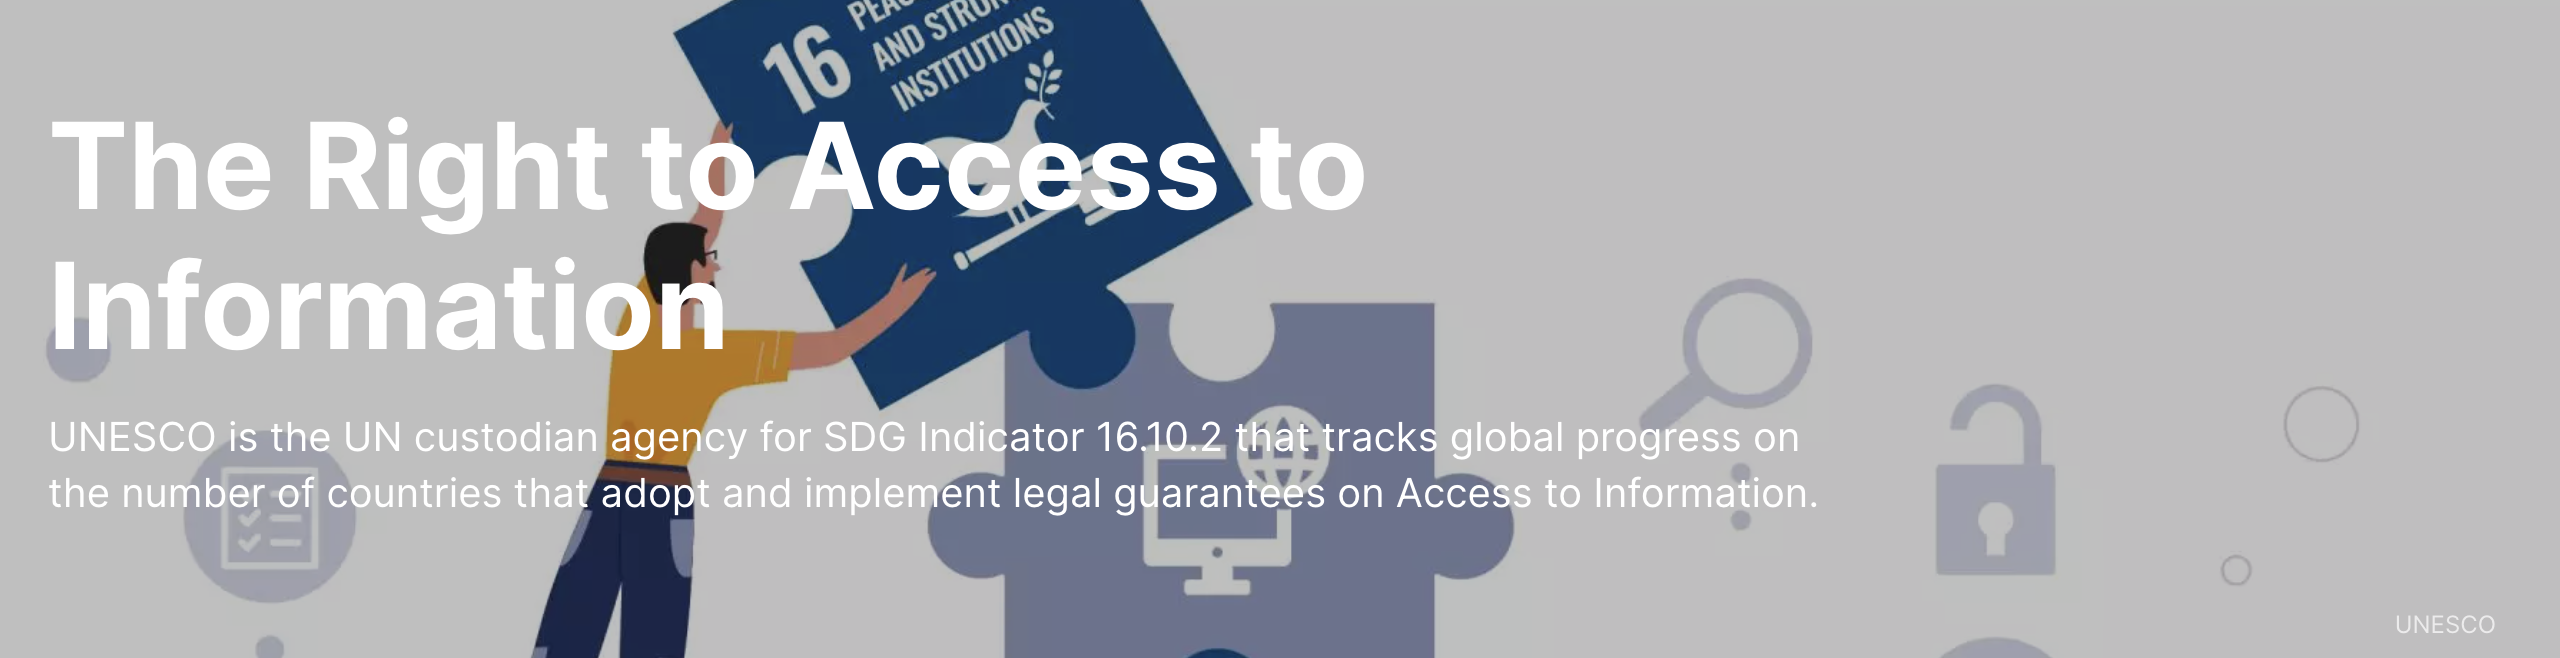 16
PEAC
AND STRON
INSTITUTIONS
The Right to Access to
Information
UNESCO is the UN custodian agency for SDG Indicator 16.10.2 that tracks global progress on
the number of countries that adopt and implement legal guarantees on Access to Information.
UNESCO